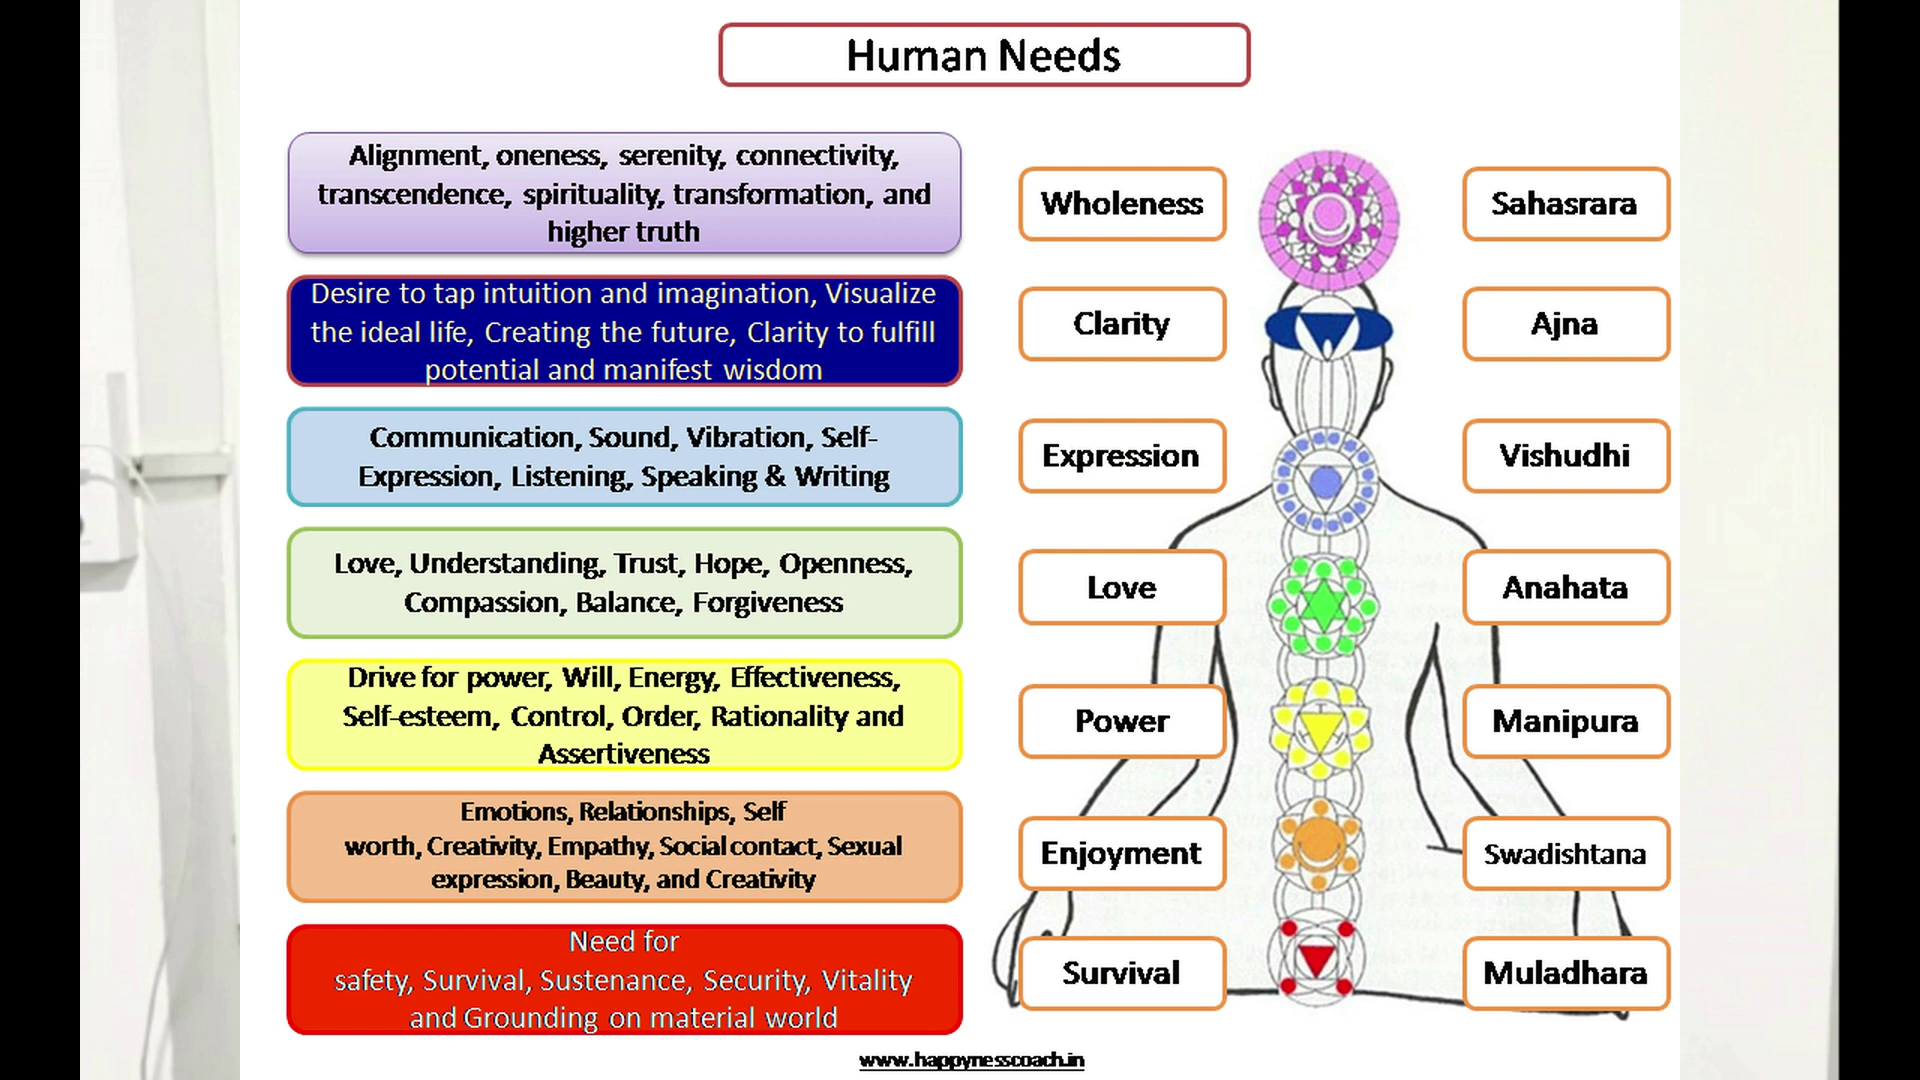 Human Needs
Alignment, oneness, serenity, connectivity,
transcendence, spirituality, transformation, and
higher truth
Wholeness
Sahasrara
Desire to tap intuition and imagination, Visualize
the ideal life, Creating the future, Clarity to fulfill
potential and manifest wisdom
Clarity
Ajna
Communication, Sound, Vibration, Self-
Expression, Listening, Speaking & Writing
Expression
Vishudhi
Love, Understanding, Trust, Hope, Openness,
Compassion, Balance, Forgiveness
Love
Anahata
Drive for power, Will, Energy, Effectiveness,
Self-esteem, Control, Order, Rationality and
Assertiveness
Power
Manipura
Emotions, Relationships, Self
worth, Creativity, Empathy, Social contact, Sexual
expression, Beauty, and Creativity
Enjoyment
Swadishtana
Need for
safety, Survival, Sustenance, Security, Vitality
and Grounding on material world
Survival
Muladhara
www.happynesscoach.in